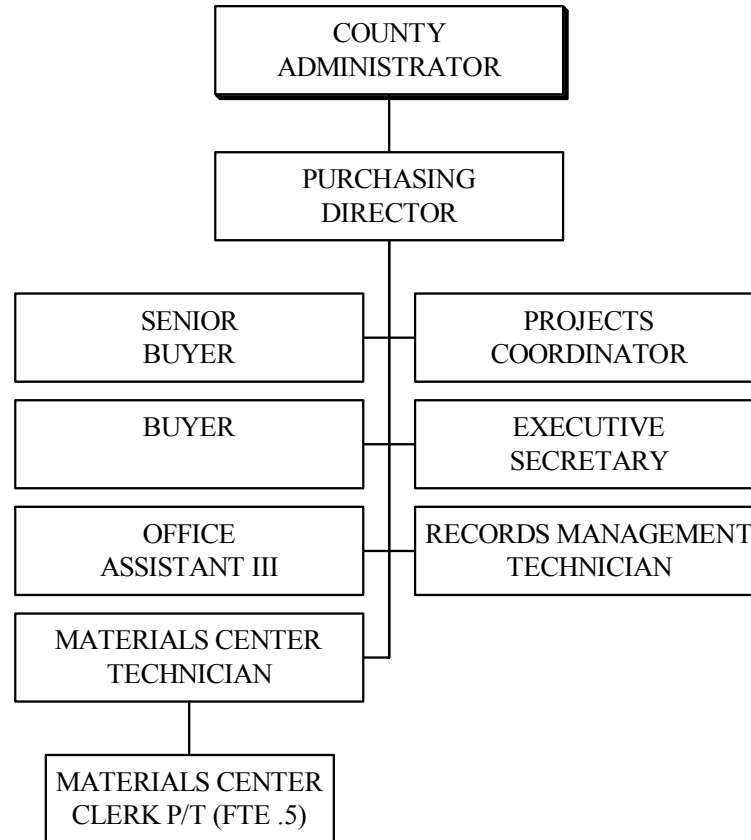 COUNTY
ADMINISTRATOR
PURCHASING
DIRECTOR
SENIOR
BUYER
PROJECTS
COORDINATOR
BUYER
EXECUTIVE
SECRETARY
OFFICE
ASSISTANT III
RECORDS MANAGEMENT
TECHNICIAN
MATERIALS CENTER
TECHNICIAN
MATERIALS CENTER
CLERK P/T (FTE .5)